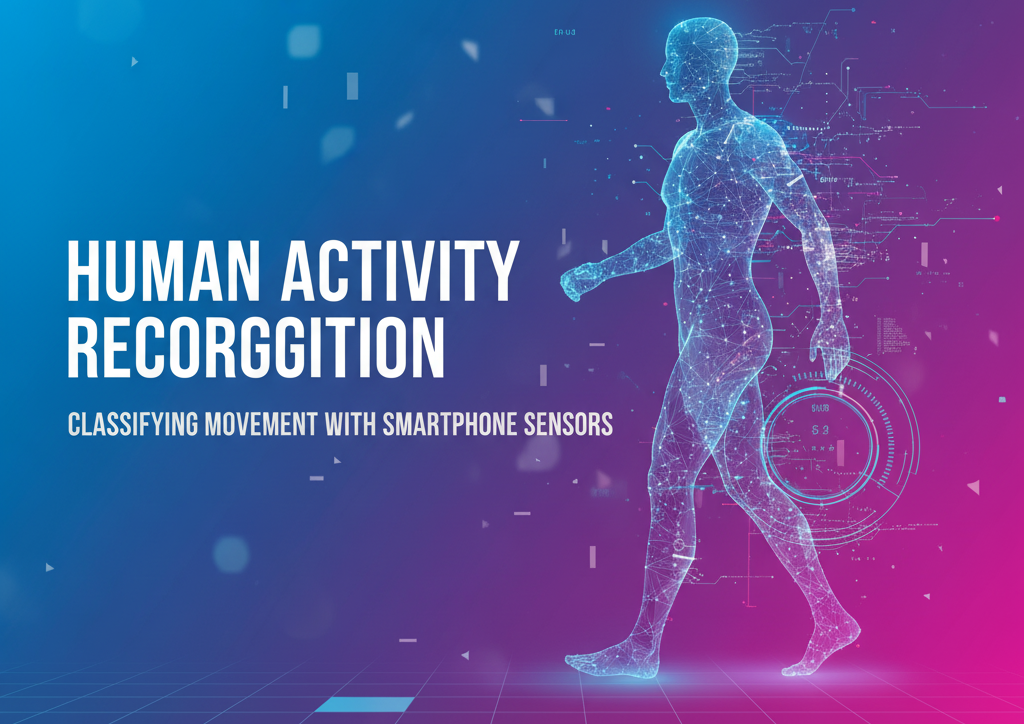 HUMAN ACTIVITY
RECORGGITION
CLASSIFYING MOVEMENT WITH SMARTPHONE SENSORS